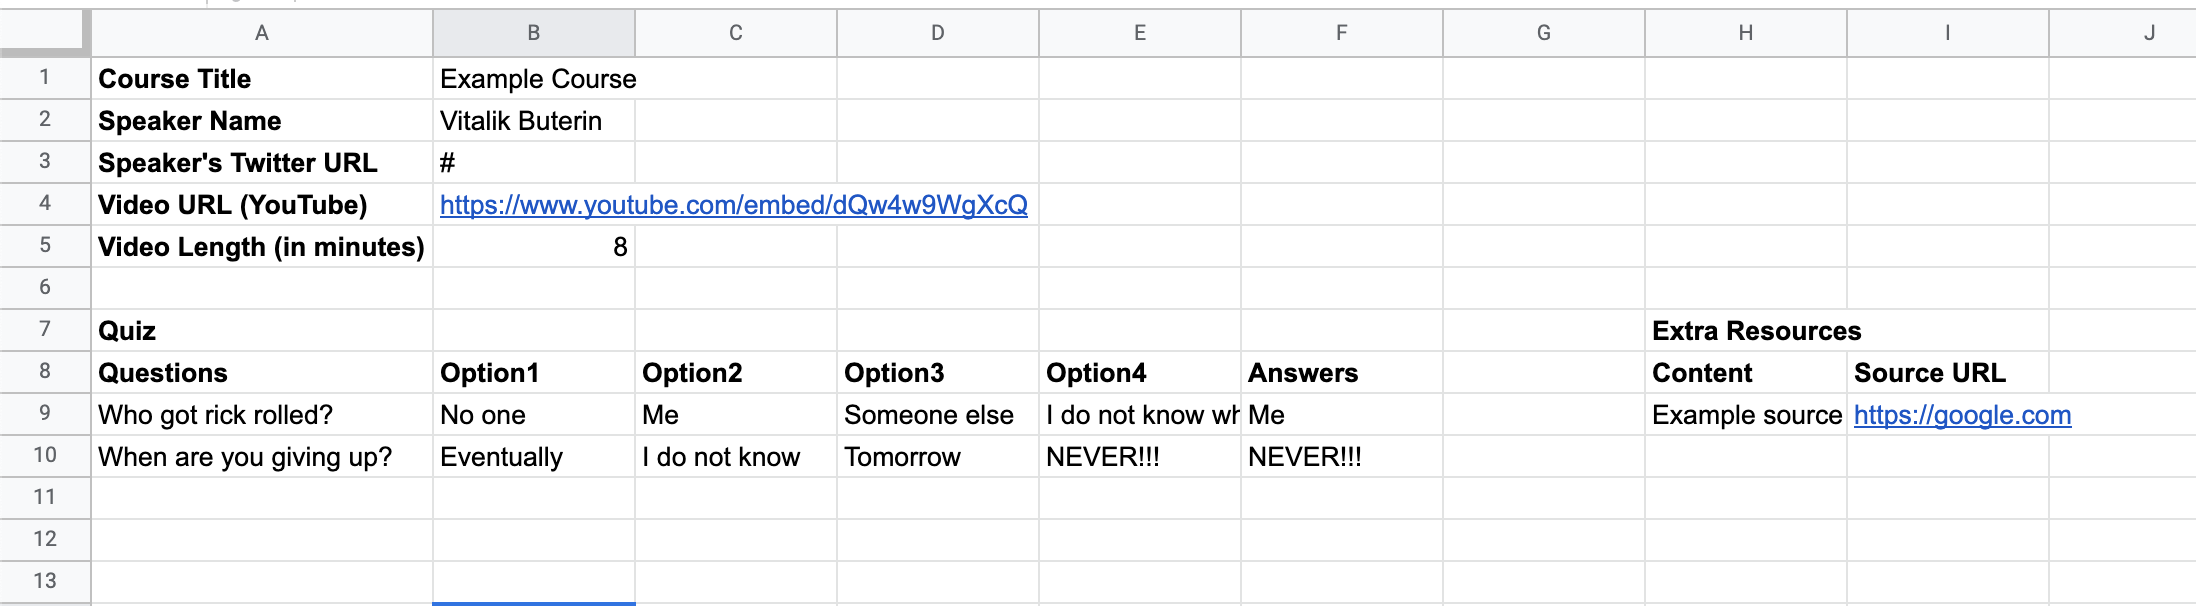 A B C D E F G H I J
1 Course Title Example Course
2 Speaker Name Vitalik Buterin
3 Speaker's Twitter URL #
4 Video URL (YouTube) https://www.youtube.com/embed/dQw4w9WgXcQ
5 Video Length (in minutes) 8
6
7 Quiz Extra Resources
8 Questions Option1 Option2 Option3 Option4 Answers Content Source URL
9 Who got rick rolled? No one Me Someone else I do not know Me Example source https://google.com
10 When are you giving up? Eventually I do not know Tomorrow NEVER!!! NEVER!!!
11
12
13